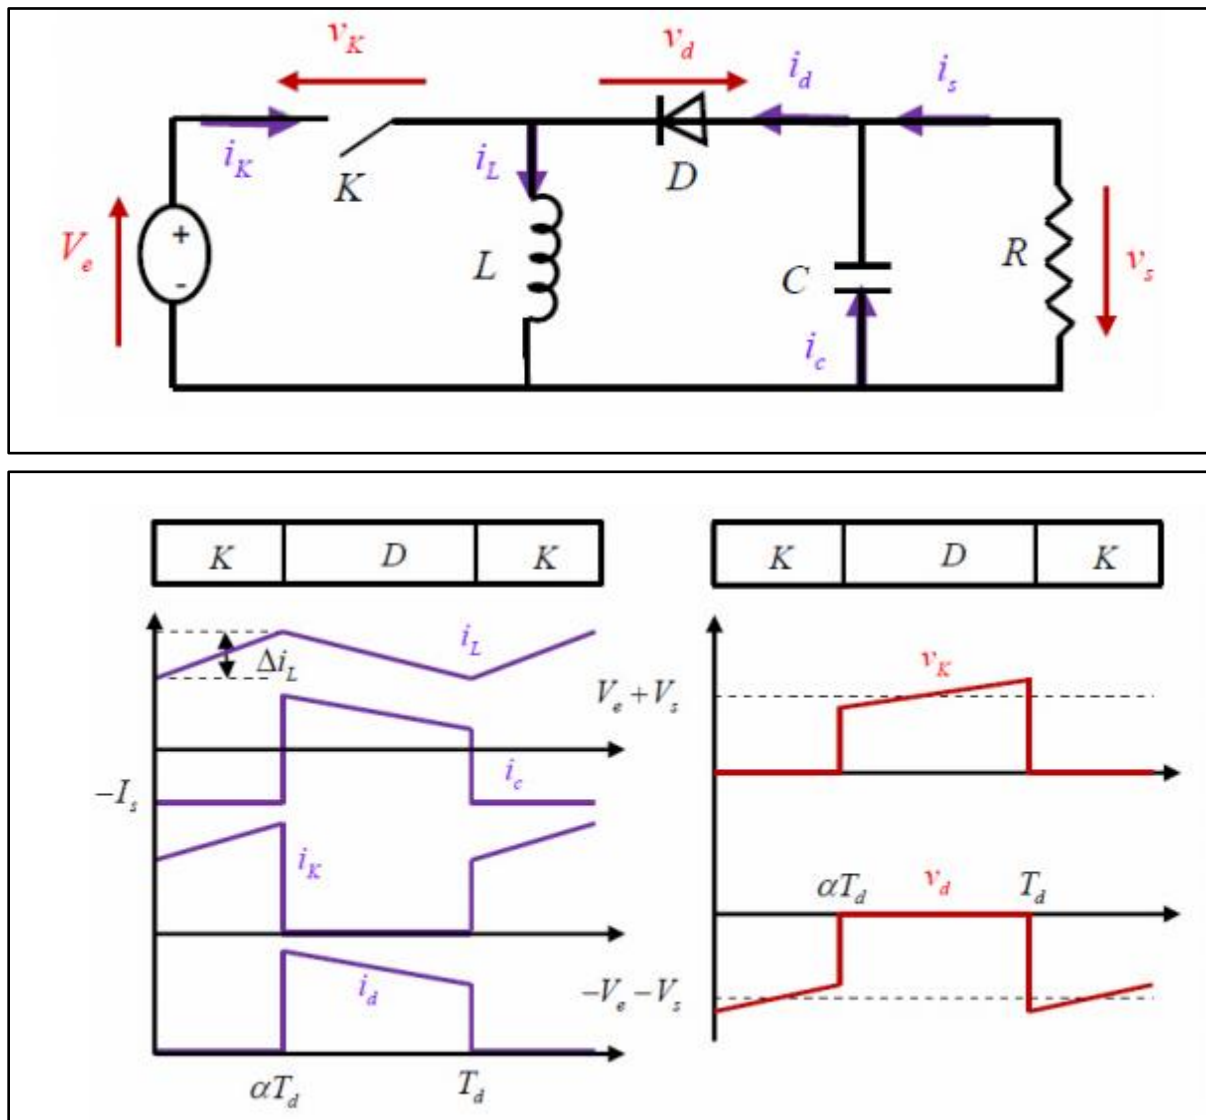 v_K
v_d
i_d
i_s
i_K
K
i_L
D
V_e
+
-
L
C
R
v_s
i_c
K D K
K D K
i_L
Δi_L
V_e + V_s
v_K
-I_s
i_c
i_K
αT_d
v_d
T_d
i_d
-V_e - V_s
αT_d
T_d